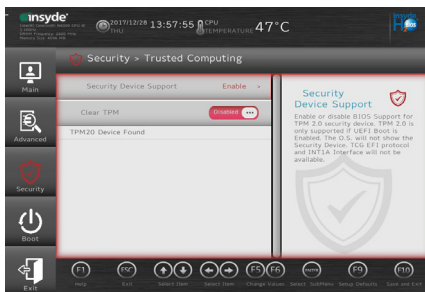 insyde
2017/12/28
THU
13:57:55
CPU
TEMPERATURE
47°C
Security > Trusted Computing
Main
Advanced
Security
Boot
Exit
Security Device Support Enable >
Clear TPM Disabled
TPM20 Device Found
Security
Device Support
Enable or disable BIOS Support for
TPM 2.0 security device. TPM 2.0 is
only supported if UEFI Boot is
Enabled. The O.S. will not show the
Security Device. TCG EFI protocol
and INT1A Interface will not be
available.
F1 ESC F5 F6 ENTER F9 F10
Help Exit Select Item Select Item Change Values Select SubMenu Setup Defaults Save and Exit